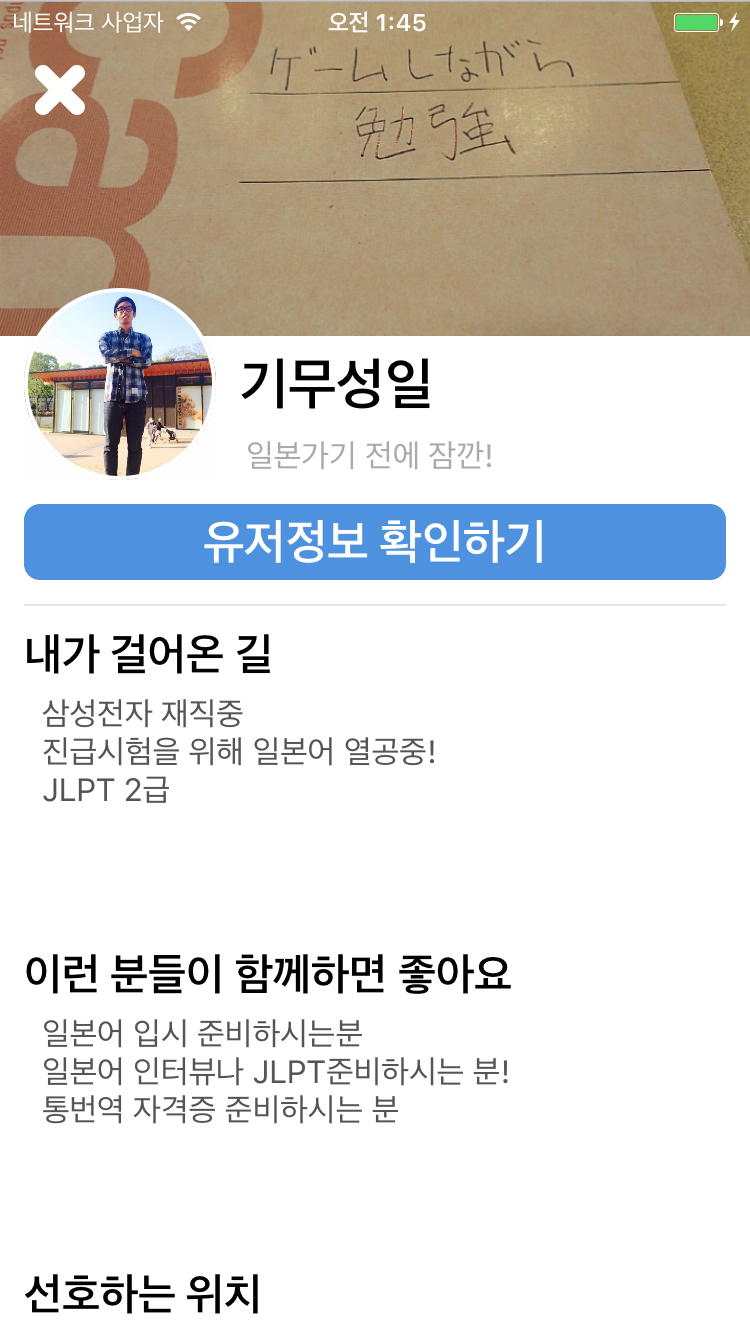 네트워크 사업자
오전 1:45
ゲームしながら
勉強
기무성일
일본가기 전에 잠깐!
유저정보 확인하기
내가 걸어온 길
삼성전자 재직중
진급시험을 위해 일본어 열공중!
JLPT 2급
이런 분들이 함께하면 좋아요
일본어 입시 준비하시는분
일본어 인터뷰나 JLPT준비하시는 분!
통번역 자격증 준비하시는 분
선호하는 위치